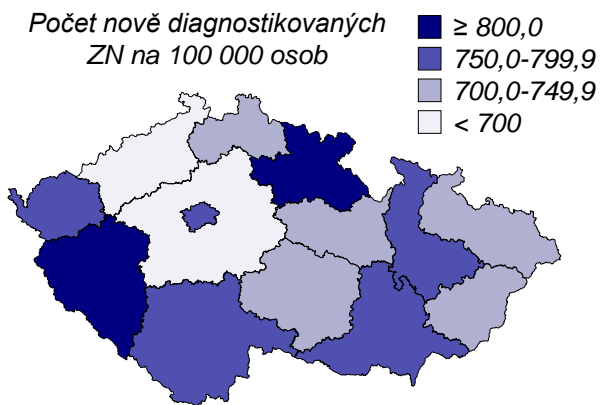 Počet nově diagnostikovaných
ZN na 100 000 osob
≥ 800,0
750,0-799,9
700,0-749,9
< 700